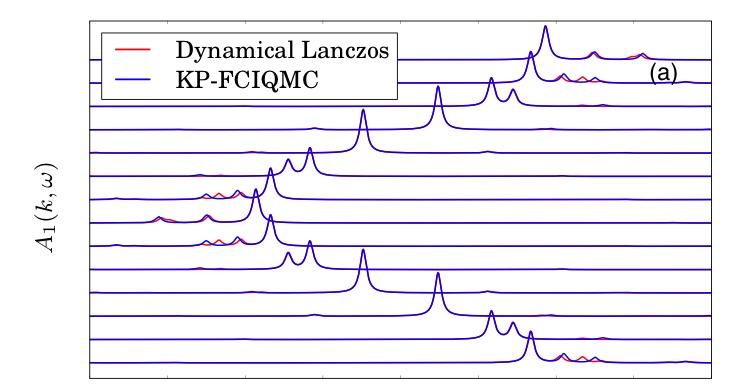 Dynamical Lanczos
KP-FCIQMC
(a)
A₁(k, ω)